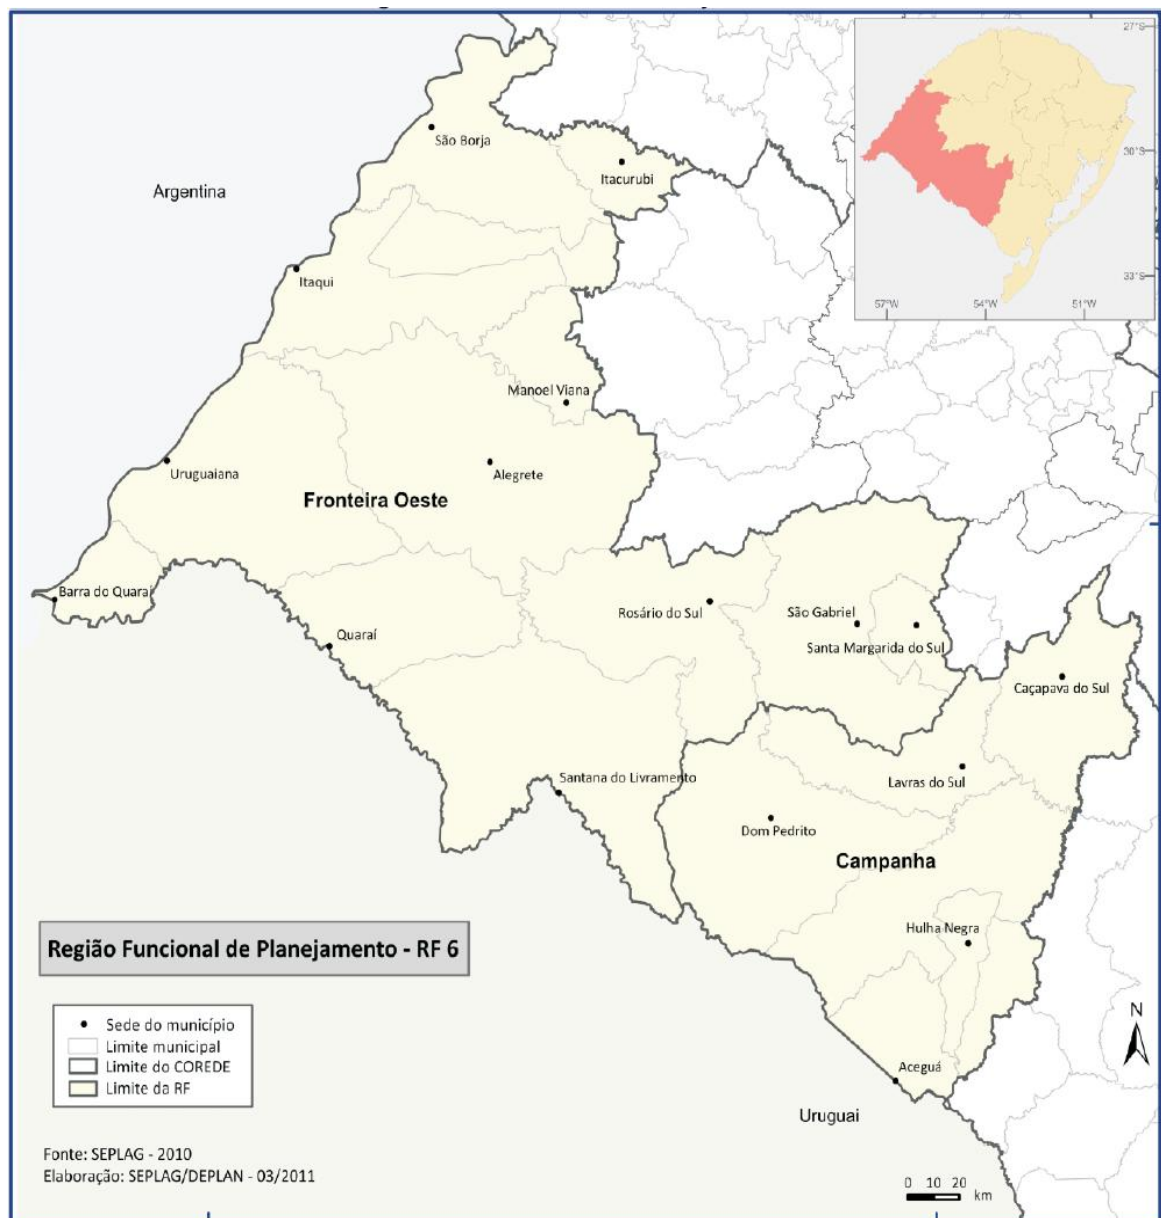 27°S
São Borja
30°S
Itacurubi
Argentina
33°S
Itaqui
57°W
54°W
51°W
Manoel Viana
Uruguaiana
Alegrete
Fronteira Oeste
Barra do Quaraí
Rosário do Sul
São Gabriel
Quaraí
Santa Margarida do Sul
Caçapava do Sul
Santana do Livramento
Lavras do Sul
Dom Pedrito
Campanha
Hulha Negra
Região Funcional de Planejamento - RF 6
N
Sede do município
Limite municipal
Limite do COREDE
Limite da RF
Aceguá
Uruguai
Fonte: SEPLAG - 2010
Elaboração: SEPLAG/DEPLAN - 03/2011
0 10 20 km